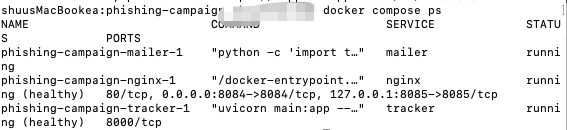 shuusMacBookea:phishing-campaign docker compose ps
NAME COMMAND SERVICE STATU
S PORTS
phishing-campaign-mailer-1 "python -c 'import t…" mailer runni
ng
phishing-campaign-nginx-1 "/docker-entrypoint.…" nginx runni
ng (healthy) 80/tcp, 0.0.0.0:8084->8084/tcp, 127.0.0.1:8085->8085/tcp
phishing-campaign-tracker-1 "uvicorn main:app --…" tracker runni
ng (healthy) 8000/tcp